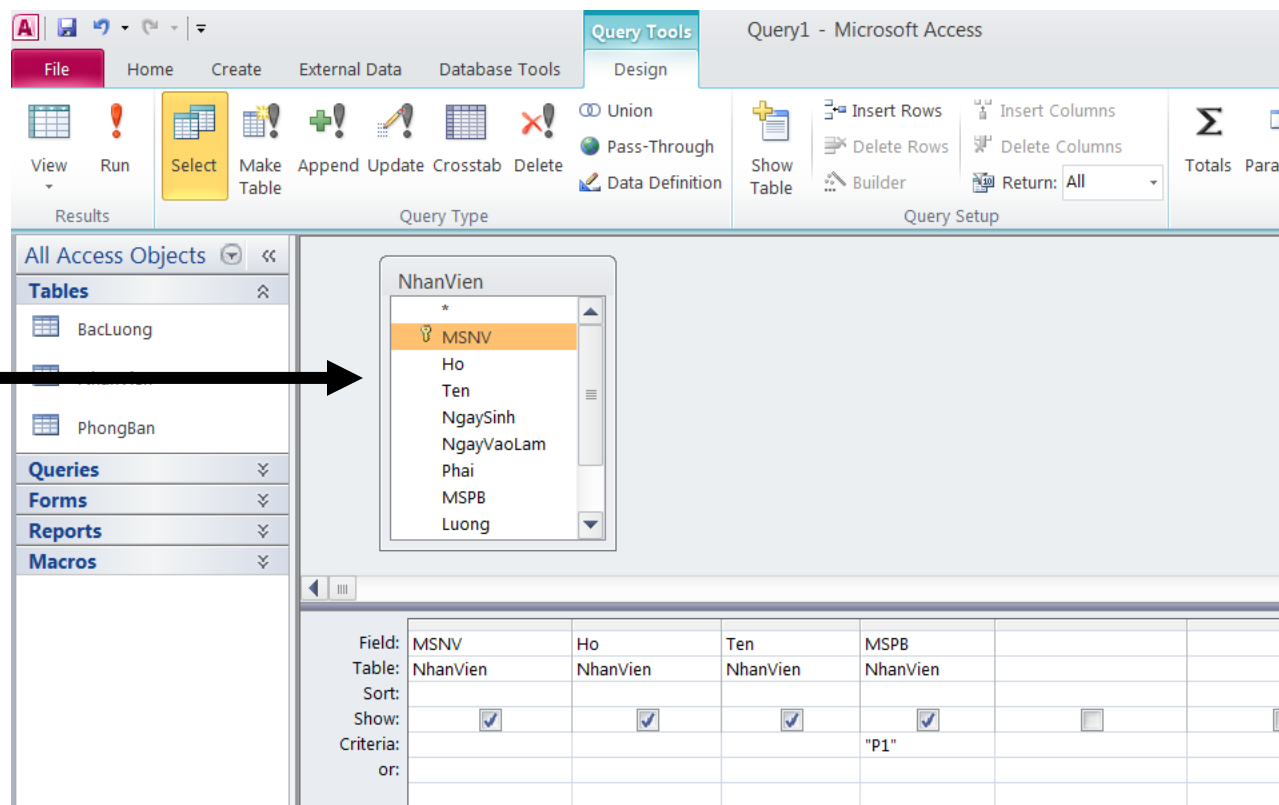 A
Query Tools
Query1 - Microsoft Access
File Home Create External Data Database Tools Design
View Run Select Make Table Append Update Crosstab Delete
Union
Pass-Through
Data Definition
Show Table
Insert Rows
Delete Rows
Builder
Insert Columns
Delete Columns
Return: All
Totals
Results Query Type Query Setup
All Access Objects
Tables
BacLuong
PhongBan
Queries
Forms
Reports
Macros
NhanVien
*
MSNV
Ho
Ten
NgaySinh
NgayVaoLam
Phai
MSPB
Luong
Field: MSNV Ho Ten MSPB
Table: NhanVien NhanVien NhanVien NhanVien
Sort:
Show:
Criteria: "P1"
or: